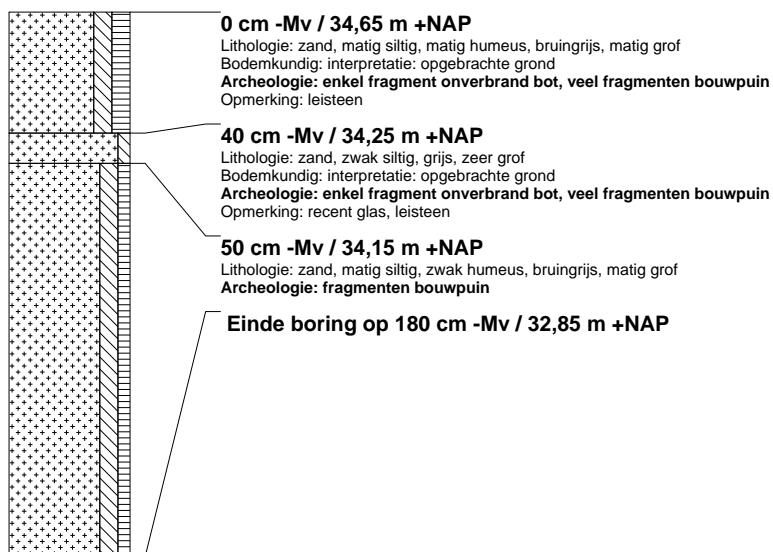 0 cm -Mv / 34,65 m +NAP
Lithologie: zand, matig siltig, matig humeus, bruingrijs, matig grof
Bodemkundig: interpretatie: opgebrachte grond
Archeologie: enkel fragment onverbrand bot, veel fragmenten bouwpuin
Opmerking: leisteen
40 cm -Mv / 34,25 m +NAP
Lithologie: zand, zwak siltig, grijs, zeer grof
Bodemkundig: interpretatie: opgebrachte grond
Archeologie: enkel fragment onverbrand bot, veel fragmenten bouwpuin
Opmerking: recent glas, leisteen
50 cm -Mv / 34,15 m +NAP
Lithologie: zand, matig siltig, zwak humeus, bruingrijs, matig grof
Archeologie: fragmenten bouwpuin
Einde boring op 180 cm -Mv / 32,85 m +NAP